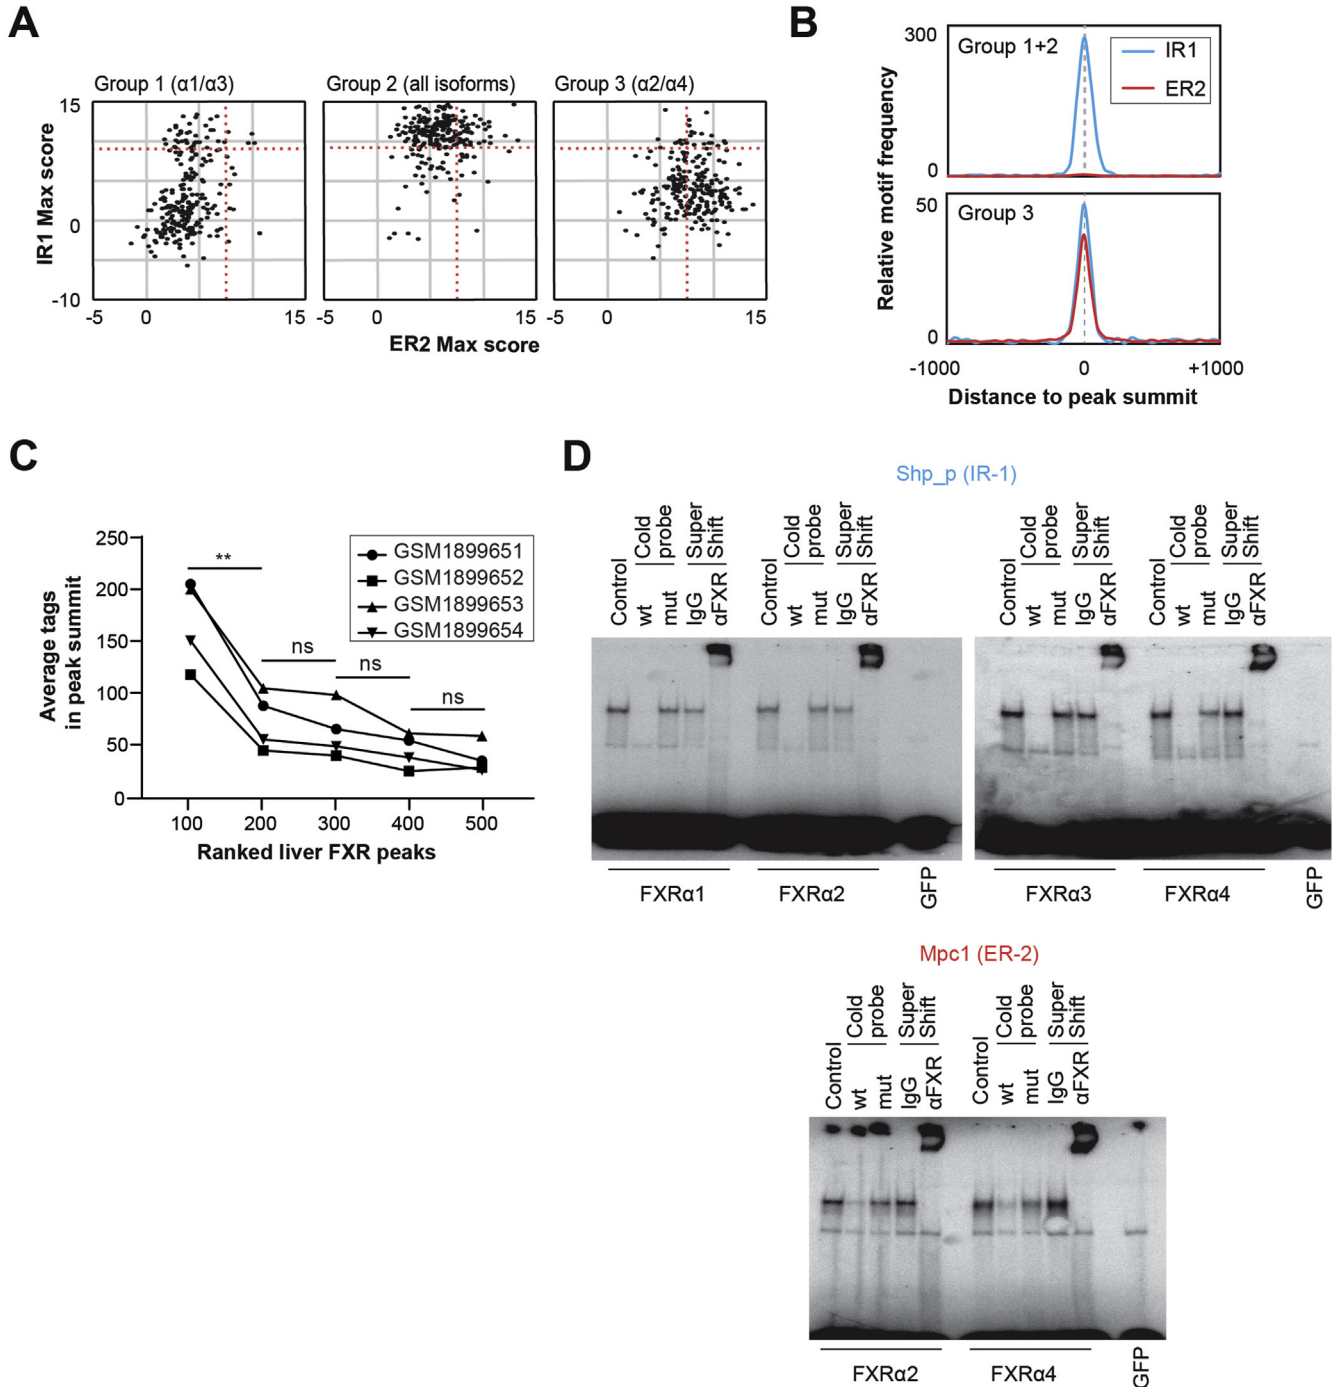 A
Group 1 (α1/α3)
Group 2 (all isoforms)
Group 3 (α2/α4)
IR1 Max score
15
0
-10
-5 0 15
-5 0 15
-5 0 15
ER2 Max score
B
Relative motif frequency
300
0
Group 1+2
IR1
ER2
50
0
Group 3
-1000 0 +1000
Distance to peak summit
C
Average tags
in peak summit
250
200
150
100
50
0
**
ns
ns
ns
GSM1899651
GSM1899652
GSM1899653
GSM1899654
100 200 300 400 500
Ranked liver FXR peaks
D
Shp_p (IR-1)
Control
Cold
probe
wt
mut
Super
Shift
IgG
αFXR
Control
Cold
probe
wt
mut
Super
Shift
IgG
αFXR
Control
Cold
probe
wt
mut
Super
Shift
IgG
αFXR
Control
Cold
probe
wt
mut
Super
Shift
IgG
αFXR
FXRα1
FXRα2
GFP
FXRα3
FXRα4
GFP
Mpc1 (ER-2)
Control
Cold
probe
wt
mut
Super
Shift
IgG
αFXR
Control
Cold
probe
wt
mut
Super
Shift
IgG
αFXR
FXRα2
FXRα4
GFP